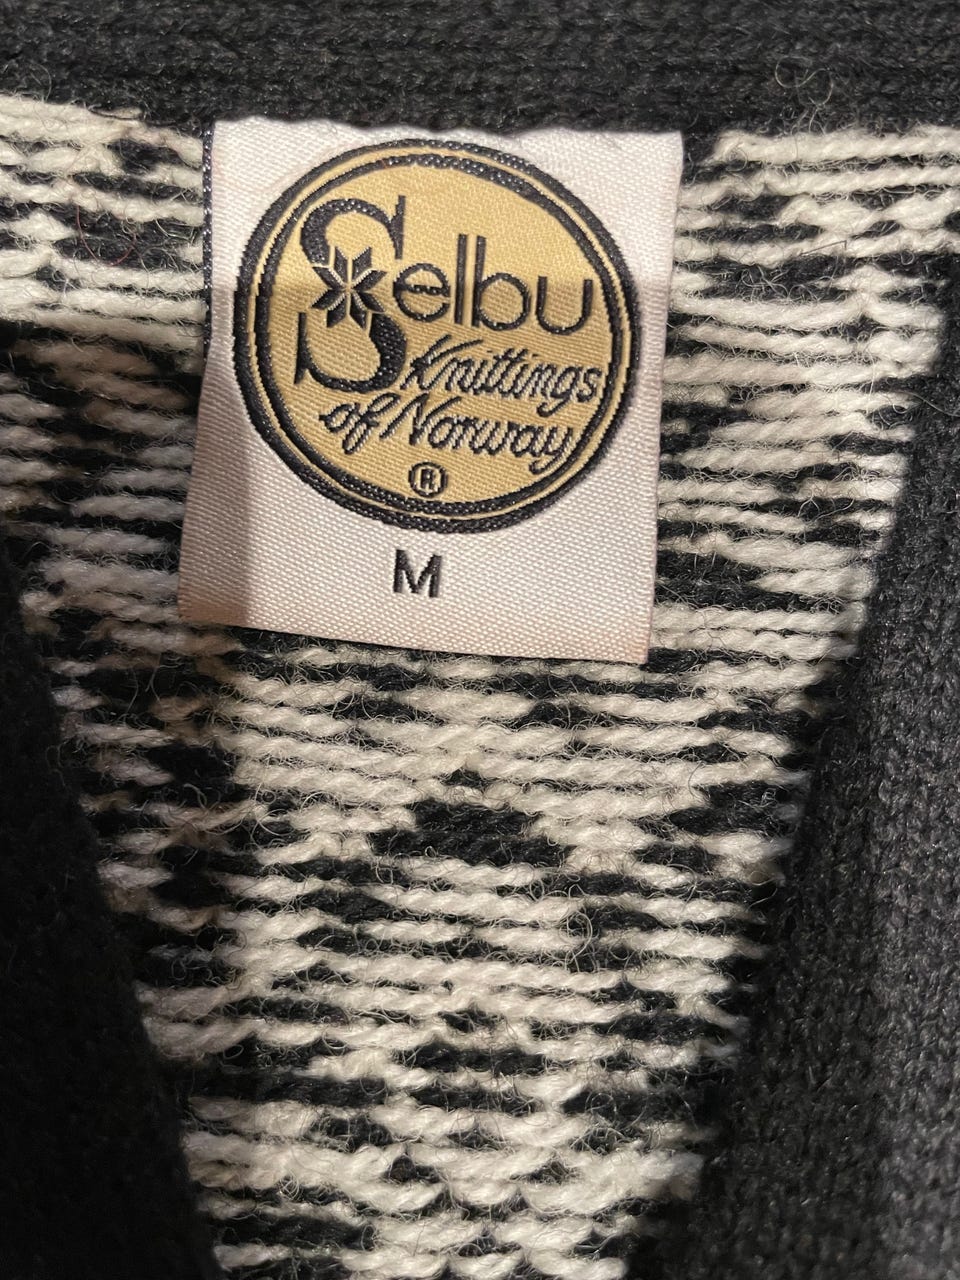 Selbu
Knittings
of Norway
®
M